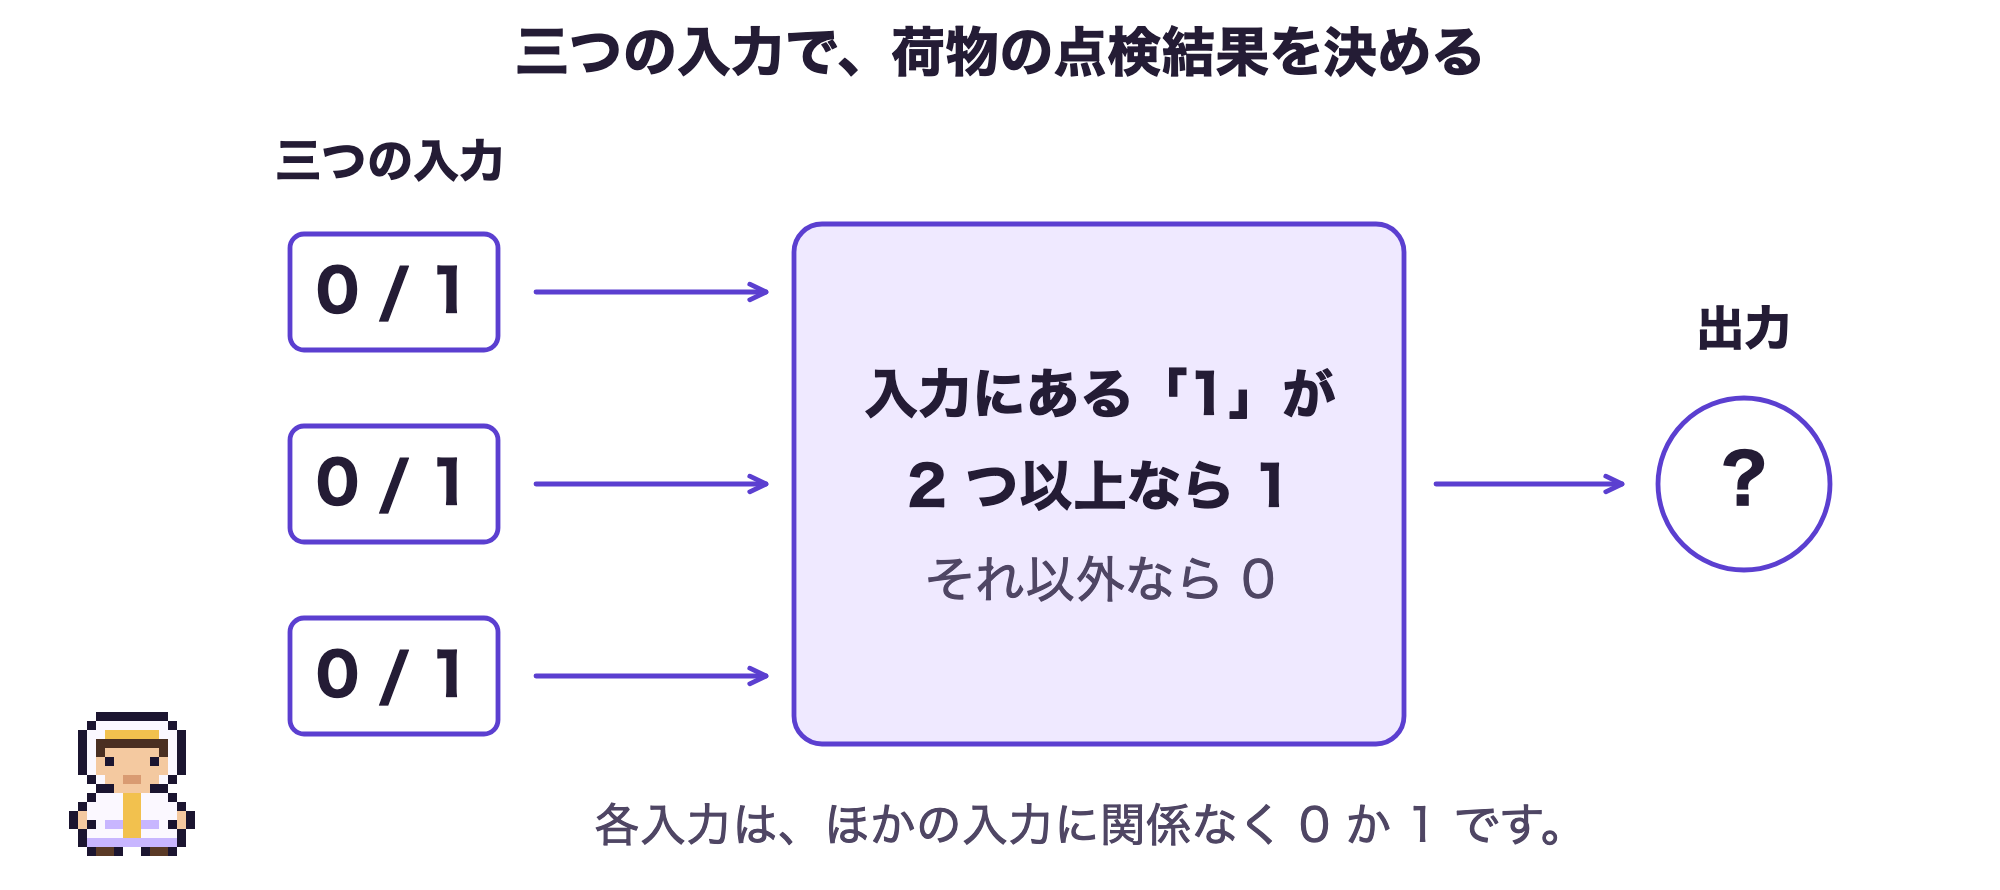 三つの入力で、荷物の点検結果を決める
三つの入力
0 / 1
0 / 1
0 / 1
入力にある「1」が
2 つ以上なら 1
それ以外なら 0
出力
?
各入力は、ほかの入力に関係なく 0 か 1 です。